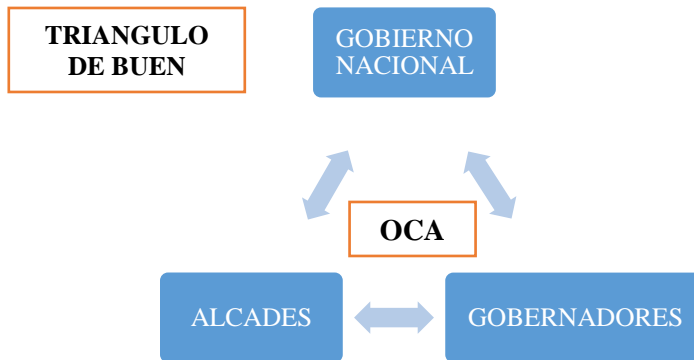 TRIANGULO
DE BUEN
GOBIERNO
NACIONAL
OCA
ALCADES
GOBERNADORES